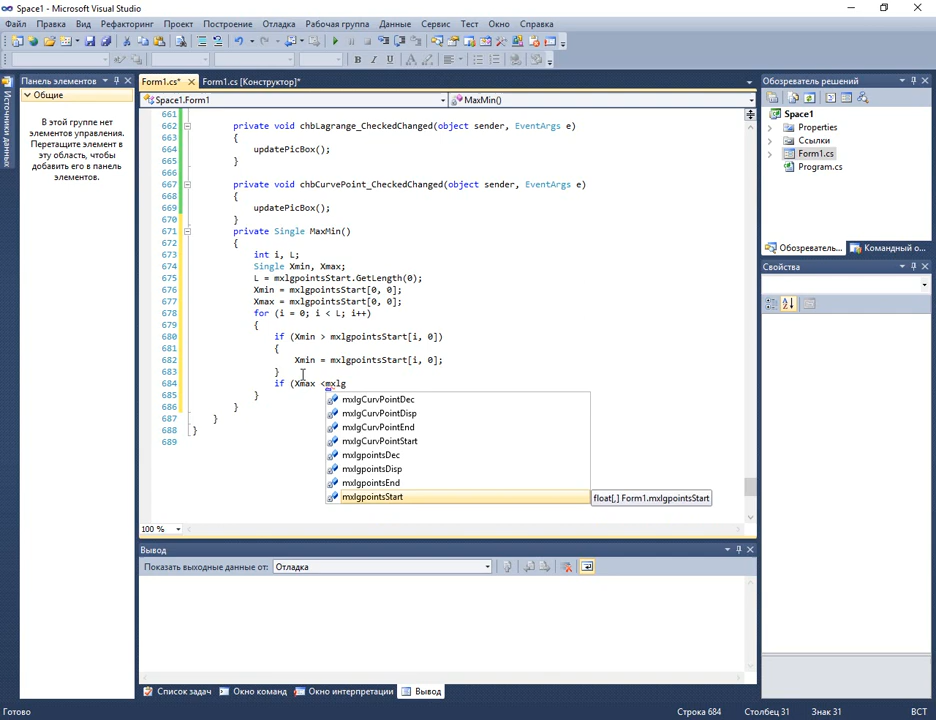 Space1 - Microsoft Visual Studio
Файл Правка Вид Рефакторинг Проект Построение Отладка Рабочая группа Данные Сервис Тест Окно Справка
Панель элементов
Общие
В этой группе нет
элементов управления.
Перетащите элемент в
эту область, чтобы
добавить его в панель
элементов.
Источники данных
Form1.cs*
Form1.cs [Конструктор]*
Space1.Form1
MaxMin()
661
662 private void chbLagrange_CheckedChanged(object sender, EventArgs e)
663 {
664 updatePicBox();
665 }
666
667 private void chbCurvePoint_CheckedChanged(object sender, EventArgs e)
668 {
669 updatePicBox();
670 }
671 private Single MaxMin()
672 {
673 int i, L;
674 Single Xmin, Xmax;
675 L = mxlgpointsStart.GetLength(0);
676 Xmin = mxlgpointsStart[0, 0];
677 Xmax = mxlgpointsStart[0, 0];
678 for (i = 0; i < L; i++)
679 {
680 if (Xmin > mxlgpointsStart[i, 0])
681 {
682 Xmin = mxlgpointsStart[i, 0];
683 }
684 if (Xmax <mxlg
685 }
686 }
687 }
688 }
689
mxlgCurvPointDec
mxlgCurvPointDisp
mxlgCurvPointEnd
mxlgCurvPointStart
mxlgpointsDec
mxlgpointsDisp
mxlgpointsEnd
mxlgpointsStart
float[,] Form1.mxlgpointsStart
100 %
Вывод
Показать выходные данные от: Отладка
Список задач Окно команд Окно интерпретации Вывод
Обозреватель решений
Space1
Properties
Ссылки
Form1.cs
Program.cs
Обозреватель... Командный о...
Свойства
Готово Строка 684 Столбец 31 Знак 31 ВСТ